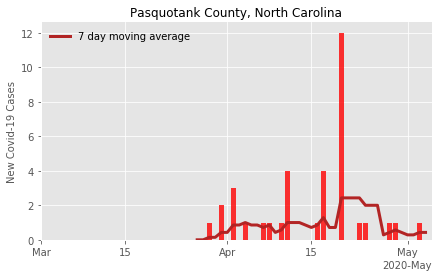 Pasquotank County, North Carolina
7 day moving average
New Covid-19 Cases
12
10
8
6
4
2
0
Mar 15 Apr 15 May
2020-May